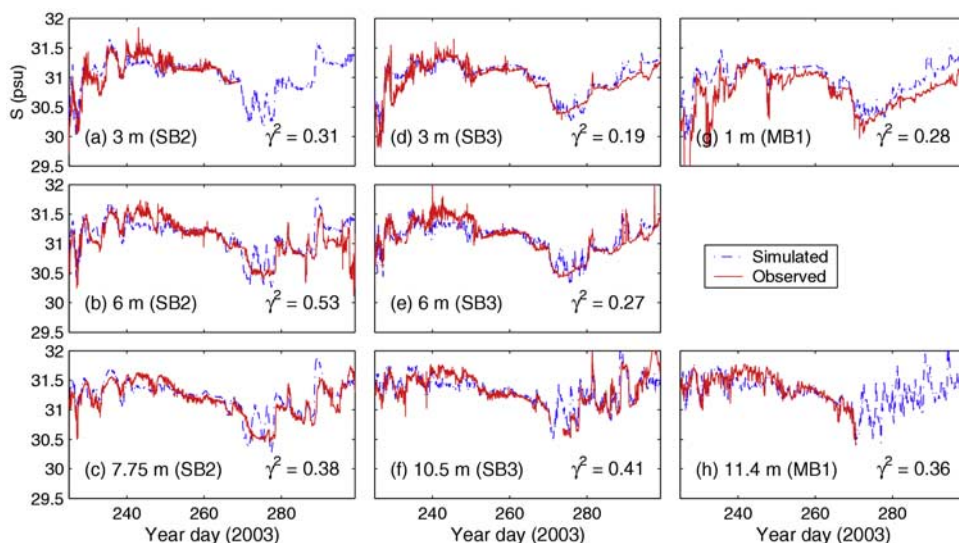 32
31.5
31
30.5
30
29.5
S (psu)
(a) 3 m (SB2) γ² = 0.31
(d) 3 m (SB3) γ² = 0.19
(g) 1 m (MB1) γ² = 0.28
32
31.5
31
30.5
30
29.5
(b) 6 m (SB2) γ² = 0.53
(e) 6 m (SB3) γ² = 0.27
Simulated
Observed
32
31.5
31
30.5
30
29.5
(c) 7.75 m (SB2) γ² = 0.38
(f) 10.5 m (SB3) γ² = 0.41
(h) 11.4 m (MB1) γ² = 0.36
240 260 280
240 260 280
240 260 280
Year day (2003)
Year day (2003)
Year day (2003)